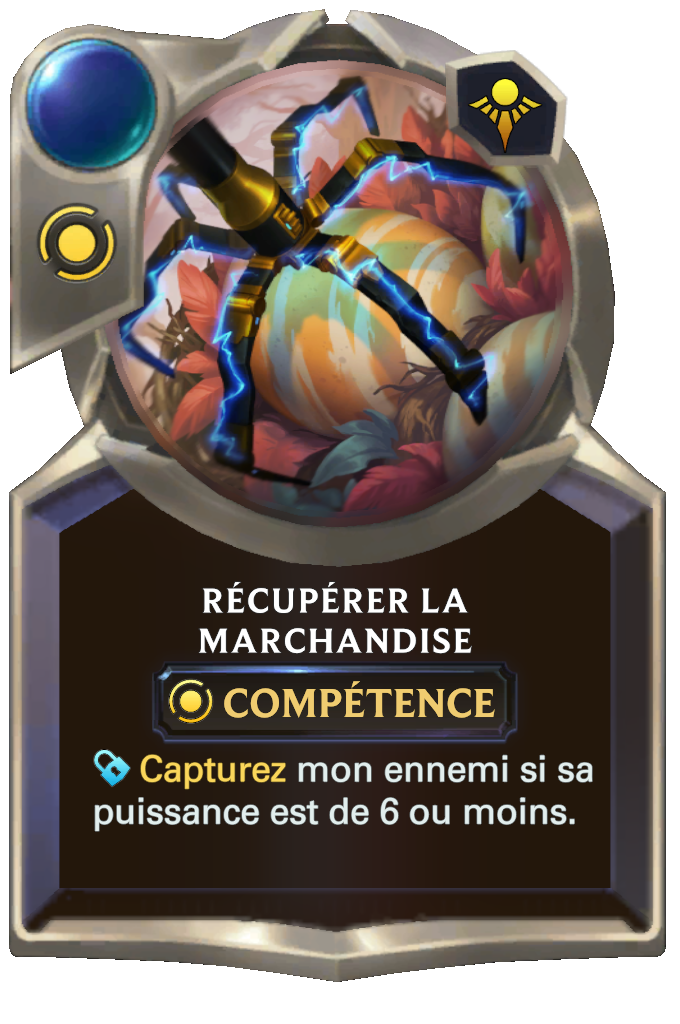 RÉCUPÉRER LA
MARCHANDISE
COMPÉTENCE
Capturez mon ennemi si sa
puissance est de 6 ou moins.